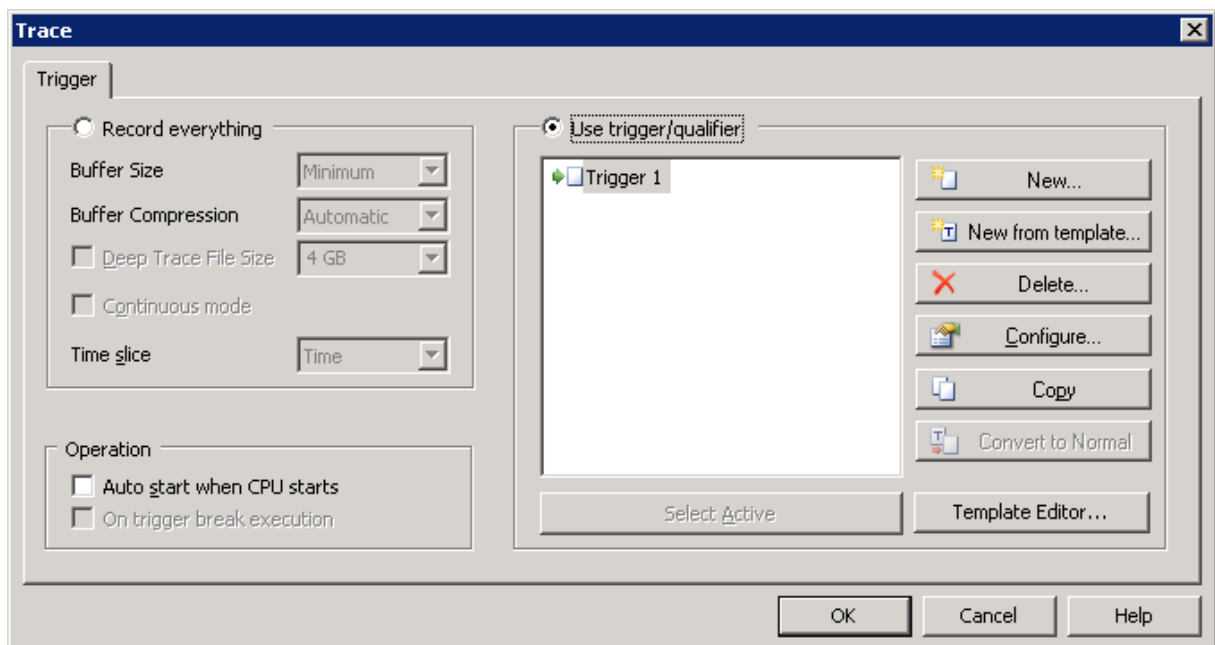 Trace
Trigger
Record everything
Buffer Size
Minimum
Buffer Compression
Automatic
Deep Trace File Size
4 GB
Continuous mode
Time slice
Time
Operation
Auto start when CPU starts
On trigger break execution
Use trigger/qualifier
Trigger 1
New...
New from template...
Delete...
Configure...
Copy
Convert to Normal
Select Active
Template Editor...
OK
Cancel
Help